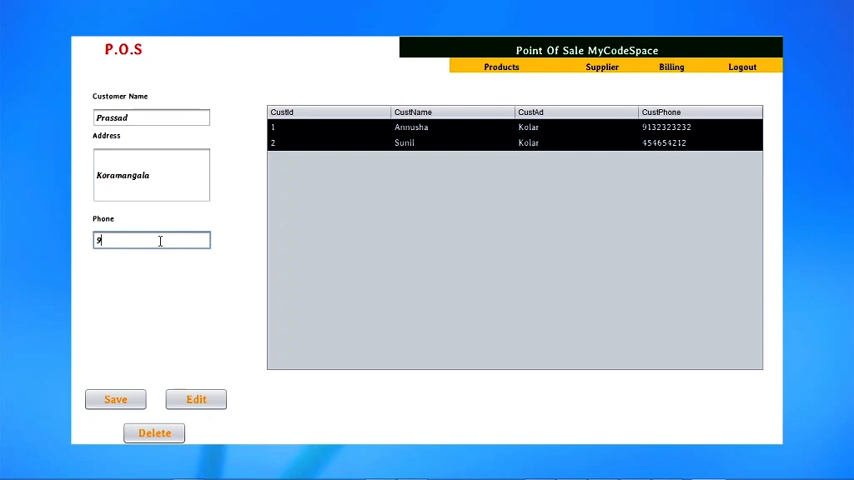 P.O.S
Point Of Sale MyCodeSpace
Products Supplier Billing Logout
Customer Name
Prassad
Address
Koramangala
Phone
9
CustId CustName CustAd CustPhone
1 Annusha Kolar 9132323232
2 Sunil Kolar 454654212
Save Edit
Delete